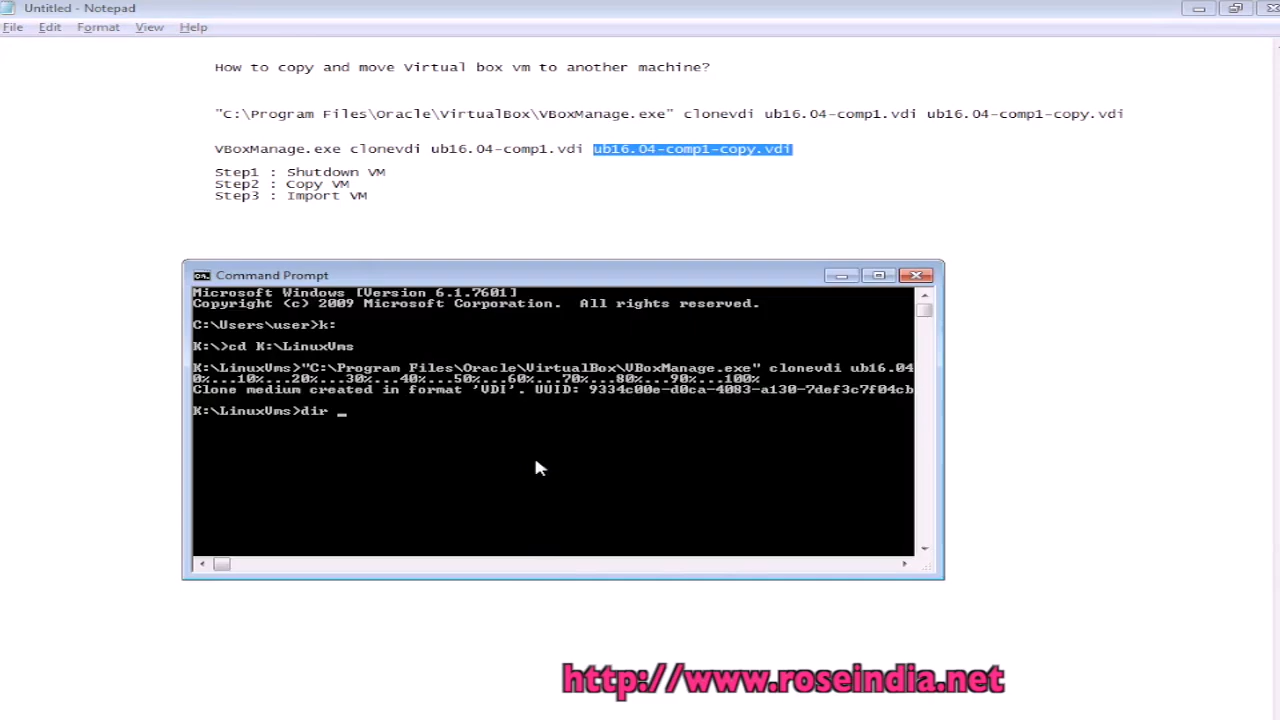 Untitled - Notepad
File Edit Format View Help
How to copy and move Virtual box vm to another machine?
"C:\Program Files\Oracle\VirtualBox\VBoxManage.exe" clonevdi ub16.04-comp1.vdi ub16.04-comp1-copy.vdi
VBoxManage.exe clonevdi ub16.04-comp1.vdi ub16.04-comp1-copy.vdi
Step1 : Shutdown VM
Step2 : Copy VM
Step3 : Import VM
Command Prompt
Microsoft Windows [Version 6.1.7601]
Copyright (c) 2009 Microsoft Corporation. All rights reserved.
C:\Users\user>k:
K:\>cd K:\LinuxVms
K:\LinuxVms>"C:\Program Files\Oracle\VirtualBox\VBoxManage.exe" clonevdi ub16.04
0%...10%...20%...30%...40%...50%...60%...70%...80%...90%...100%
Clone medium created in format 'VDI'. UUID: 9334c00e-d0ca-4083-a130-7def3c7f04cb
K:\LinuxVms>dir _
http://www.roseindia.net